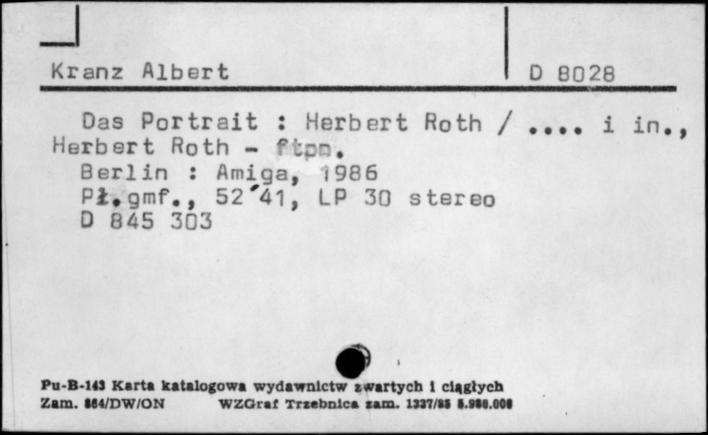 Kranz Albert D 8028
Das Portrait : Herbert Roth / .... i in.,
Herbert Roth - ftpn.
Berlin : Amiga, 1986
Pł.gmf., 52'41, LP 30 stereo
D 845 303
Pu-B-143 Karta katalogowa wydawnictw zwartych i ciągłych
Zam. 864/DW/ON WZGraf Trzebnica zam. 1337/85 5.980.000